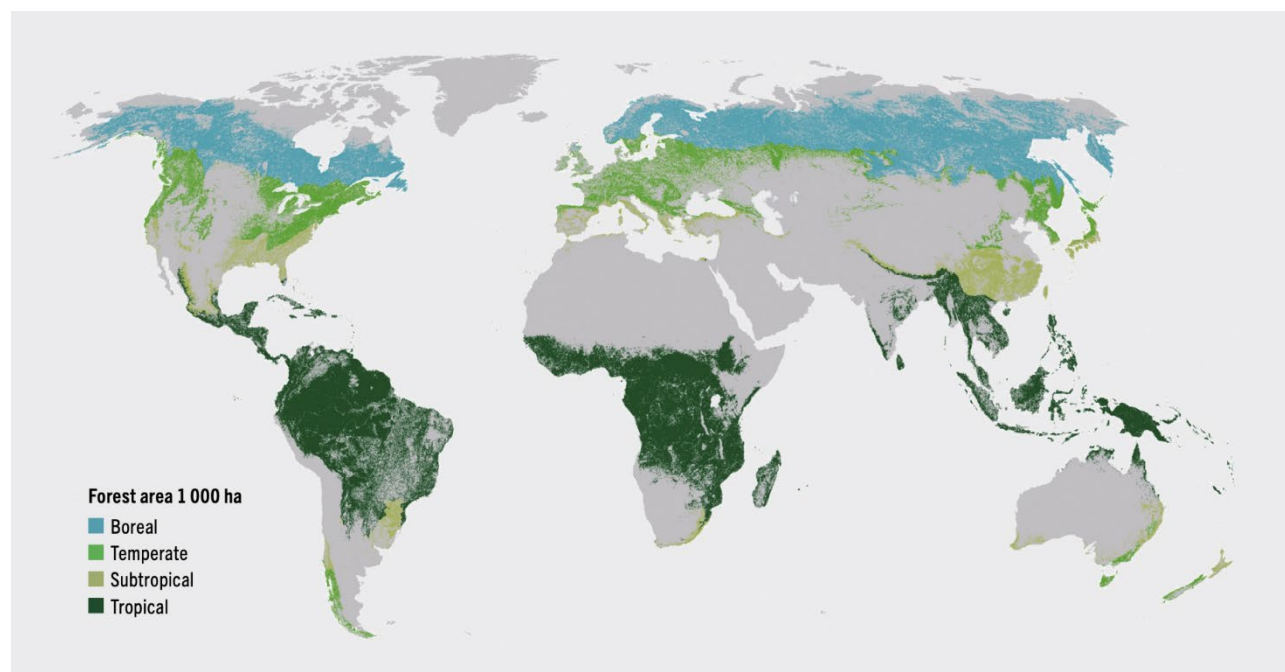 Forest area 1 000 ha
Boreal
Temperate
Subtropical
Tropical